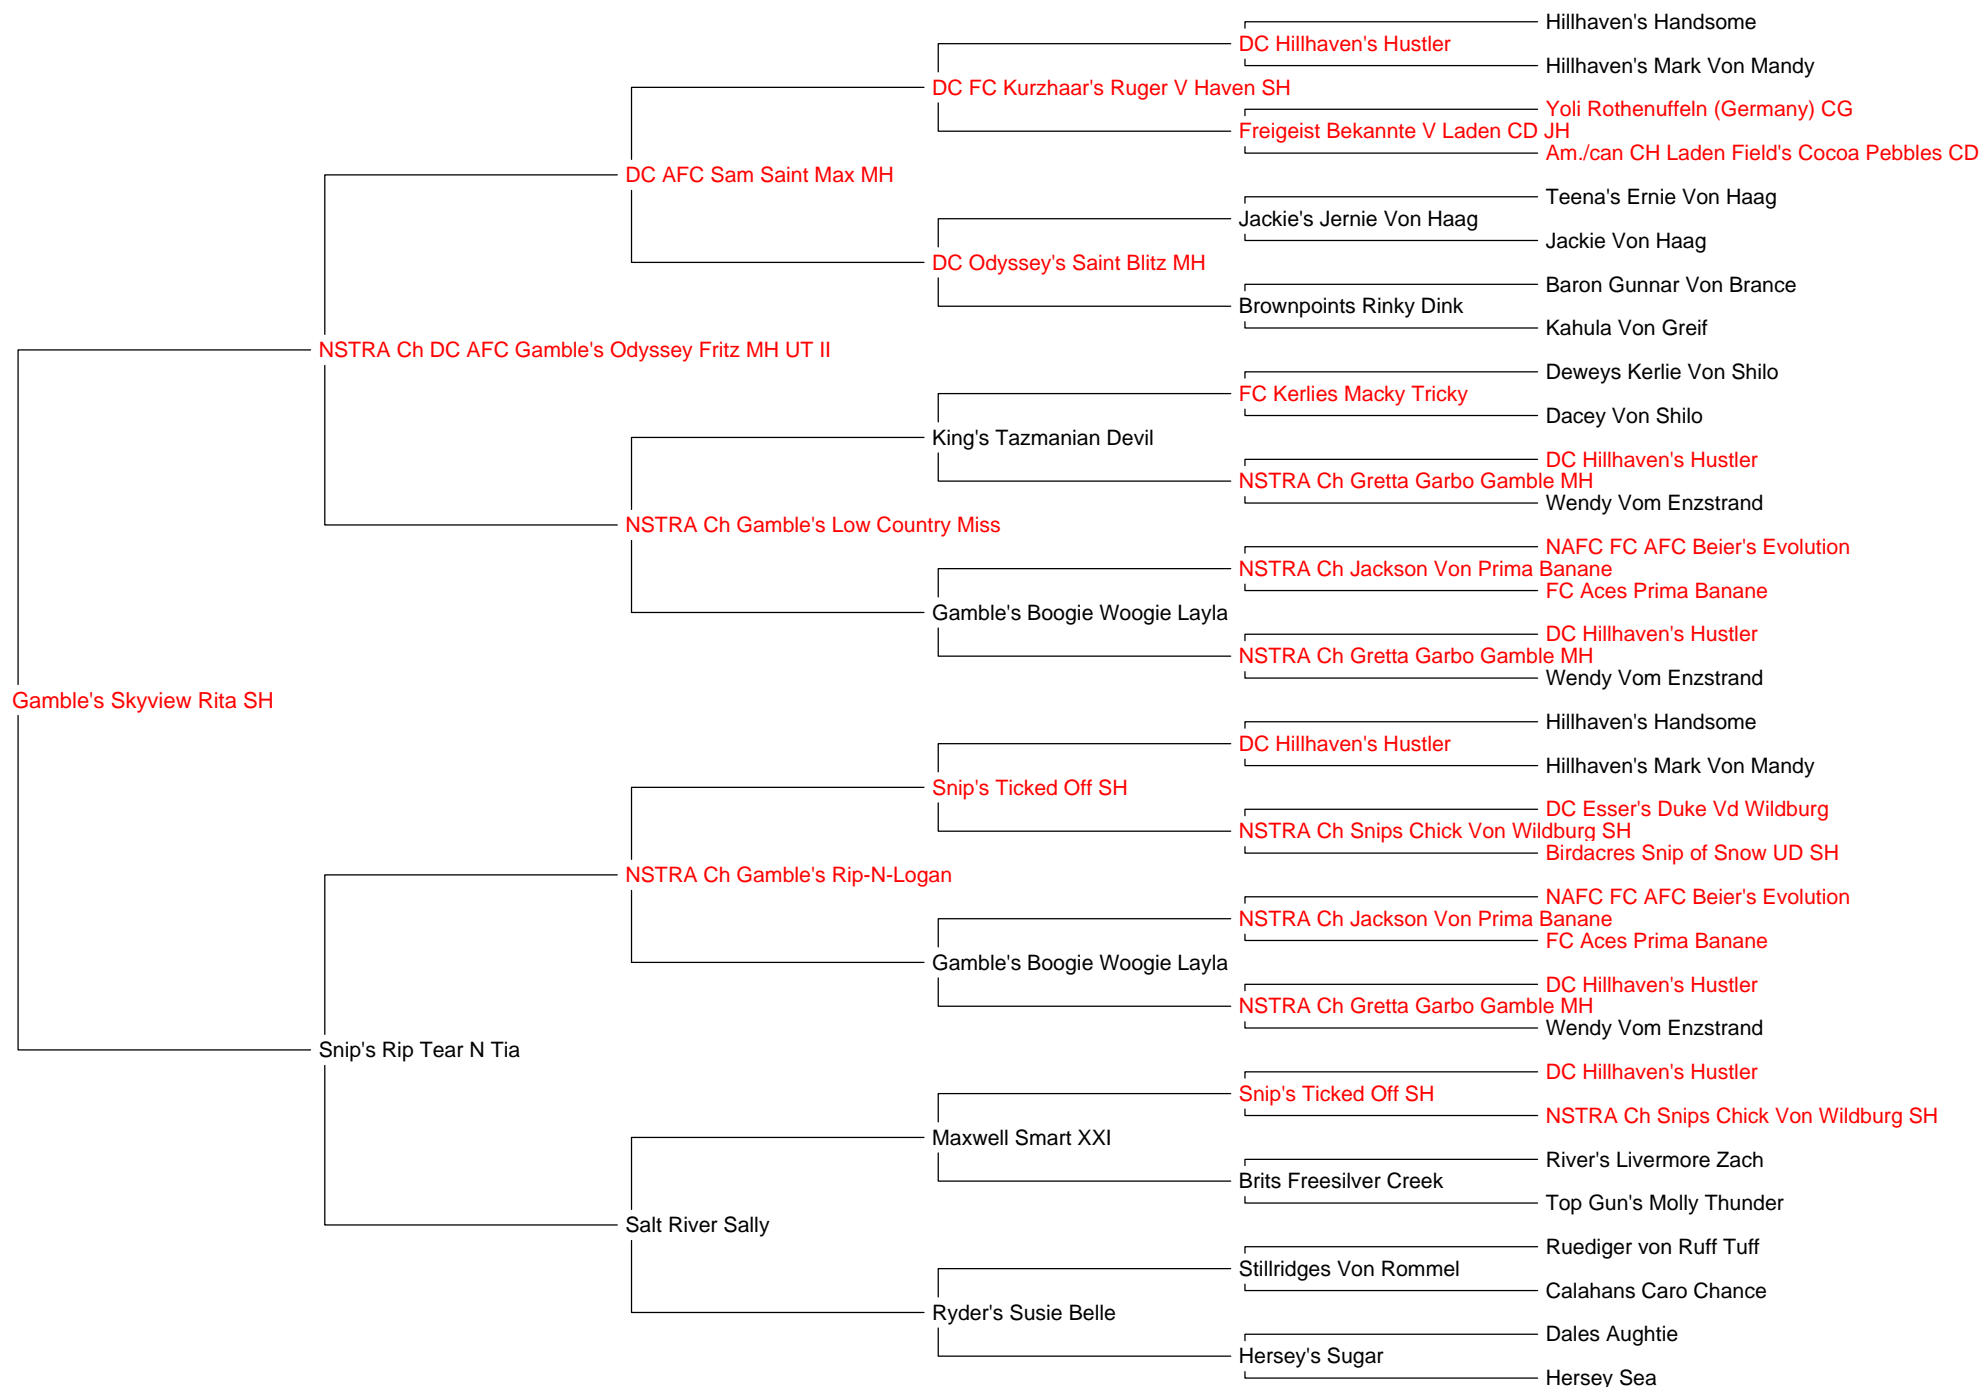 Hillhaven's Handsome
DC Hillhaven's Hustler
Hillhaven's Mark Von Mandy
DC FC Kurzhaar's Ruger V Haven SH
Yoli Rothenuffeln (Germany) CG
Freigeist Bekannte V Laden CD JH
Am./can CH Laden Field's Cocoa Pebbles CD
DC AFC Sam Saint Max MH
Teena's Ernie Von Haag
Jackie's Jernie Von Haag
Jackie Von Haag
DC Odyssey's Saint Blitz MH
Baron Gunnar Von Brance
Brownpoints Rinky Dink
Kahula Von Greif
NSTRA Ch DC AFC Gamble's Odyssey Fritz MH UT II
Deweys Kerlie Von Shilo
FC Kerlies Macky Tricky
Dacey Von Shilo
King's Tazmanian Devil
DC Hillhaven's Hustler
NSTRA Ch Gretta Garbo Gamble MH
Wendy Vom Enzstrand
NSTRA Ch Gamble's Low Country Miss
NAFC FC AFC Beier's Evolution
NSTRA Ch Jackson Von Prima Banane
FC Aces Prima Banane
Gamble's Boogie Woogie Layla
DC Hillhaven's Hustler
NSTRA Ch Gretta Garbo Gamble MH
Wendy Vom Enzstrand
Gamble's Skyview Rita SH
Hillhaven's Handsome
DC Hillhaven's Hustler
Hillhaven's Mark Von Mandy
Snip's Ticked Off SH
DC Esser's Duke Vd Wildburg
NSTRA Ch Snips Chick Von Wildburg SH
Birdacres Snip of Snow UD SH
NSTRA Ch Gamble's Rip-N-Logan
NAFC FC AFC Beier's Evolution
NSTRA Ch Jackson Von Prima Banane
FC Aces Prima Banane
Gamble's Boogie Woogie Layla
DC Hillhaven's Hustler
NSTRA Ch Gretta Garbo Gamble MH
Wendy Vom Enzstrand
Snip's Rip Tear N Tia
DC Hillhaven's Hustler
Snip's Ticked Off SH
NSTRA Ch Snips Chick Von Wildburg SH
Maxwell Smart XXI
River's Livermore Zach
Brits Freesilver Creek
Top Gun's Molly Thunder
Salt River Sally
Ruediger von Ruff Tuff
Stillridges Von Rommel
Calahans Caro Chance
Ryder's Susie Belle
Dales Aughtie
Hersey's Sugar
Hersey Sea